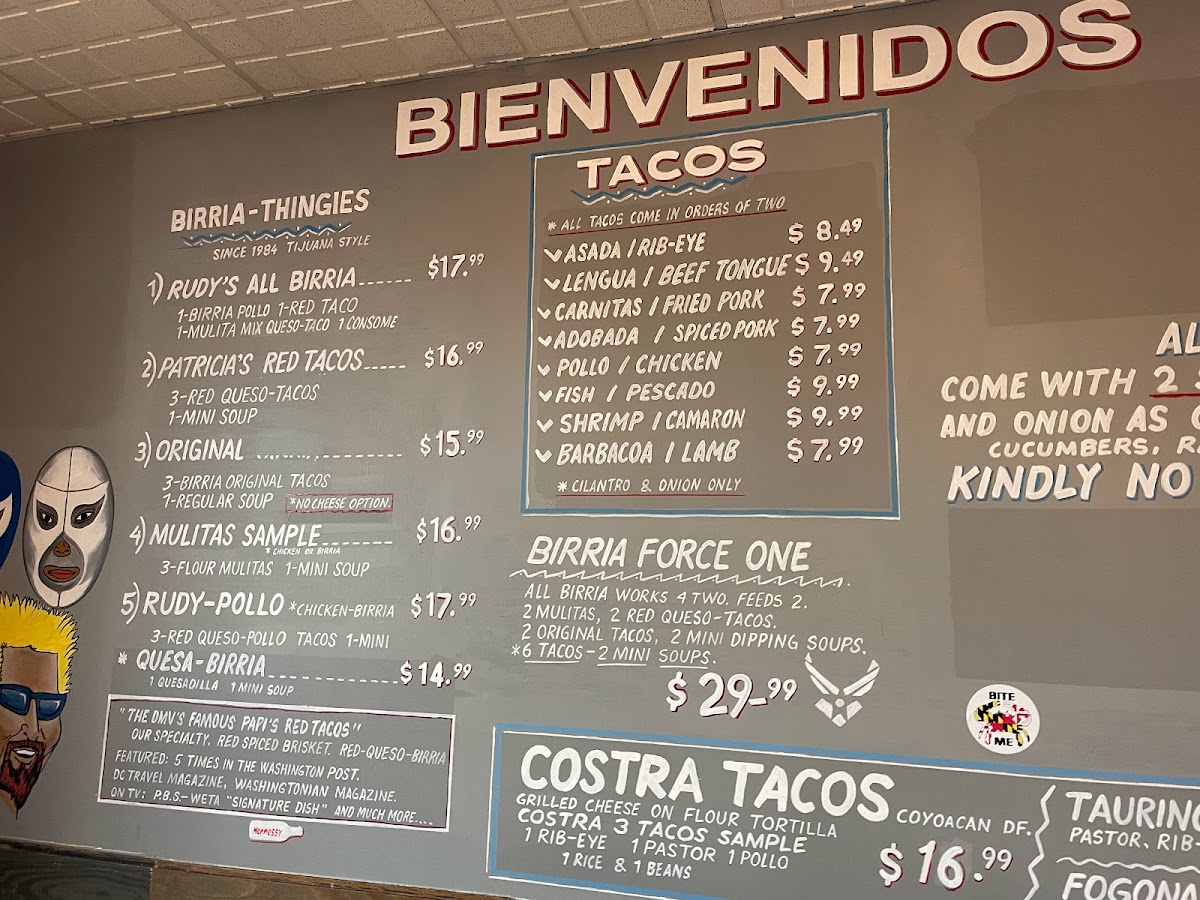 BIENVENIDOS
BIRRIA-THINGIES
SINCE 1984 TIJUANA STYLE
1) RUDY'S ALL BIRRIA...... $17.99
1-BIRRIA POLLO 1-RED TACO
1-MULITA MIX QUESO-TACO 1 CONSOME
2) PATRICIA'S RED TACOS..... $16.99
3-RED QUESO-TACOS
1-MINI SOUP
3) ORIGINAL ................ $15.99
3-BIRRIA ORIGINAL TACOS
1-REGULAR SOUP *NO CHEESE OPTION.
4) MULITAS SAMPLE....... $16.99
*CHICKEN OR BIRRIA
3-FLOUR MULITAS 1-MINI SOUP
5) RUDY-POLLO *CHICKEN-BIRRIA $17.99
3-RED QUESO-POLLO TACOS 1-MINI
* QUESA-BIRRIA............. $14.99
1 QUESADILLA 1 MINI SOUP
"THE DMV'S FAMOUS PAPI'S RED TACOS"
OUR SPECIALTY. RED SPICED BRISKET. RED-QUESO-BIRRIA
FEATURED: 5 TIMES IN THE WASHINGTON POST.
DC TRAVEL MAGAZINE, WASHINGTONIAN MAGAZINE.
ON TV: P.B.S.- WETA "SIGNATURE DISH" AND MUCH MORE....
Hennessy
TACOS
* ALL TACOS COME IN ORDERS OF TWO
ASADA / RIB-EYE $ 8.49
LENGUA / BEEF TONGUE $ 9.49
CARNITAS / FRIED PORK $ 7.99
ADOBADA / SPICED PORK $ 7.99
POLLO / CHICKEN $ 7.99
FISH / PESCADO $ 9.99
SHRIMP / CAMARON $ 9.99
BARBACOA / LAMB $ 7.99
* CILANTRO & ONION ONLY
BIRRIA FORCE ONE
ALL BIRRIA WORKS 4 TWO. FEEDS 2.
2 MULITAS, 2 RED QUESO-TACOS.
2 ORIGINAL TACOS, 2 MINI DIPPING SOUPS.
*6 TACOS-2 MINI SOUPS.
$ 29.99
COSTRA TACOS COYOACAN DF.
GRILLED CHEESE ON FLOUR TORTILLA
COSTRA 3 TACOS SAMPLE
1 RIB-EYE 1 PASTOR 1 POLLO
1 RICE & 1 BEANS
$ 16.99
AL
COME WITH 2 S
AND ONION AS
CUCUMBERS, RA
KINDLY NO
BITE
ME
TAURINO
PASTOR, RIB-
FOGONA